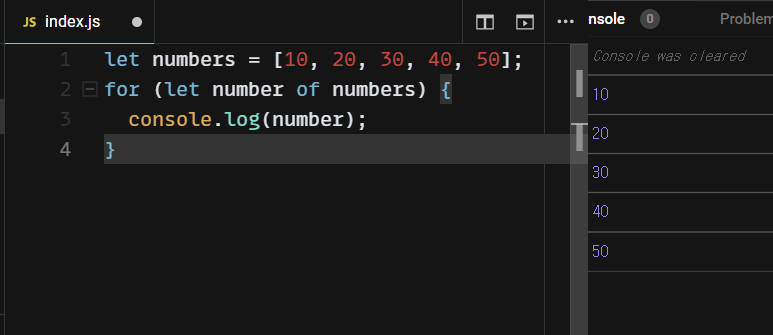 JS index.js
1 let numbers = [10, 20, 30, 40, 50];
2 for (let number of numbers) {
3 console.log(number);
4 }
nsole 0 Problem
Console was cleared
10
20
30
40
50